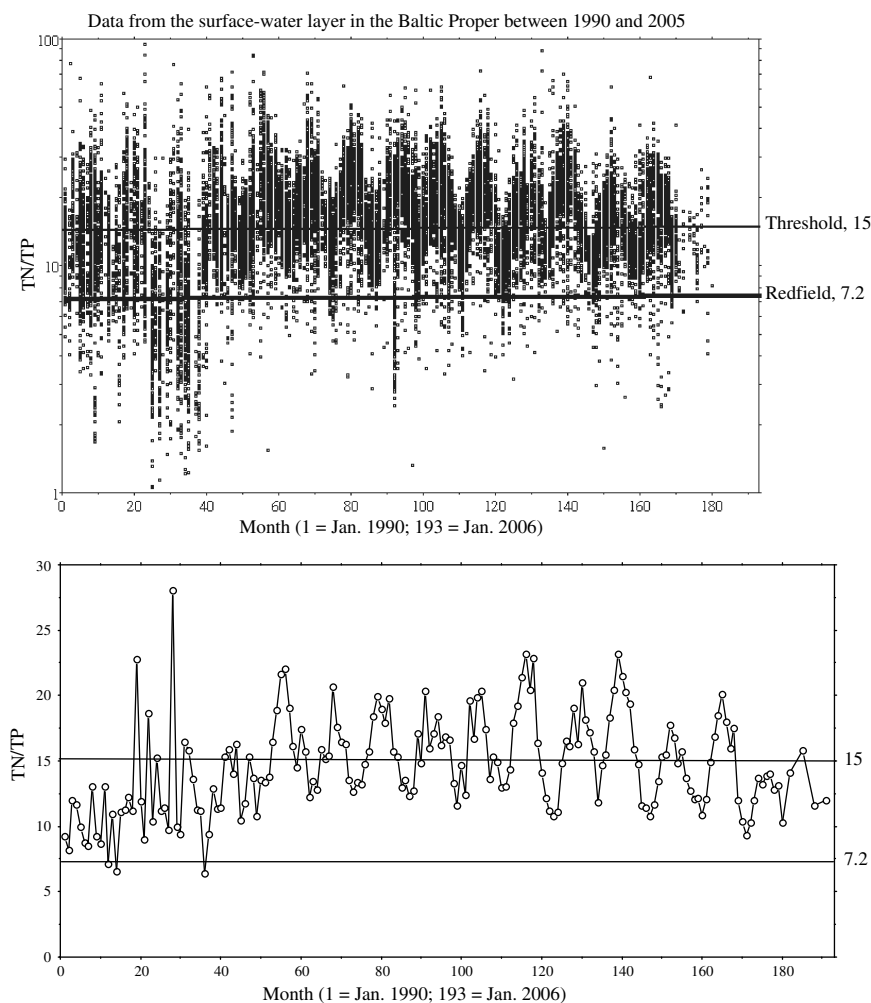 Data from the surface-water layer in the Baltic Proper between 1990 and 2005
100
10
1
TN/TP
Threshold, 15
Redfield, 7.2
0 20 40 60 80 100 120 140 160 180
Month (1 = Jan. 1990; 193 = Jan. 2006)
30
25
20
15
10
5
0
TN/TP
15
7.2
0 20 40 60 80 100 120 140 160 180
Month (1 = Jan. 1990; 193 = Jan. 2006)